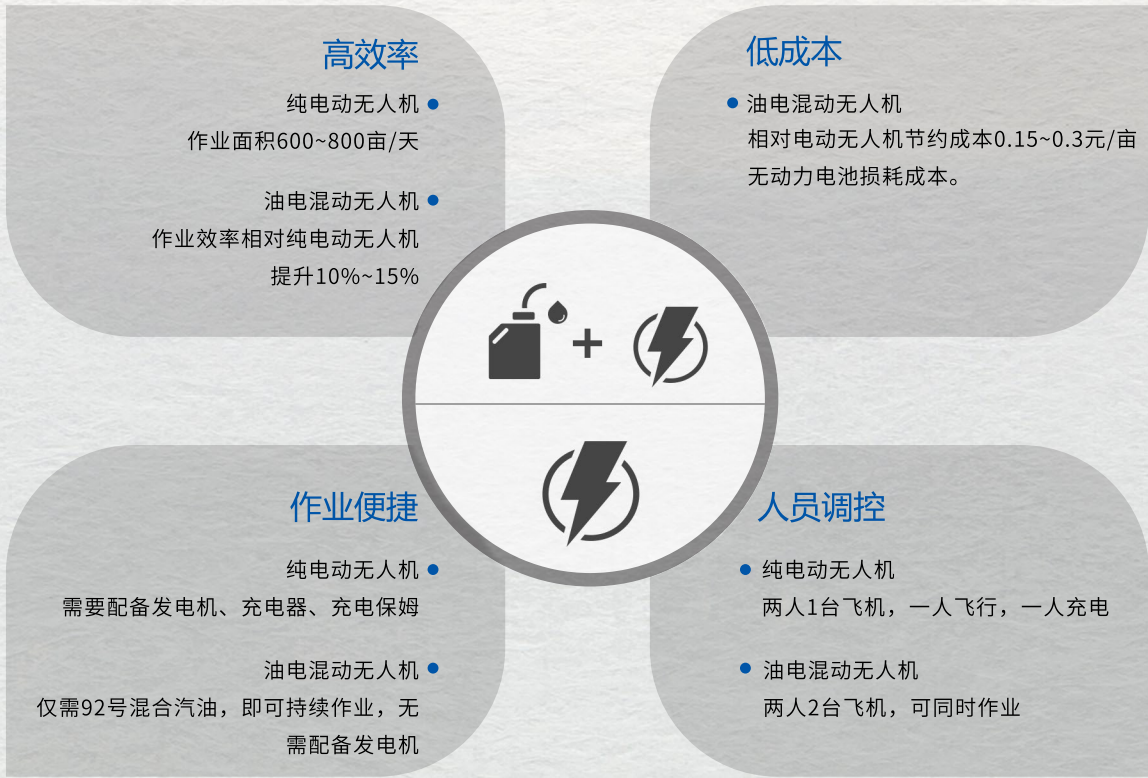 高效率
纯电动无人机
作业面积600~800亩/天
油电混动无人机
作业效率相对纯电动无人机
提升10%~15%
低成本
油电混动无人机
相对电动无人机节约成本0.15~0.3元/亩
无动力电池损耗成本。
作业便捷
纯电动无人机
需要配备发电机、充电器、充电保姆
油电混动无人机
仅需92号混合汽油，即可持续作业，无
需配备发电机
人员调控
纯电动无人机
两人1台飞机，一人飞行，一人充电
油电混动无人机
两人2台飞机，可同时作业